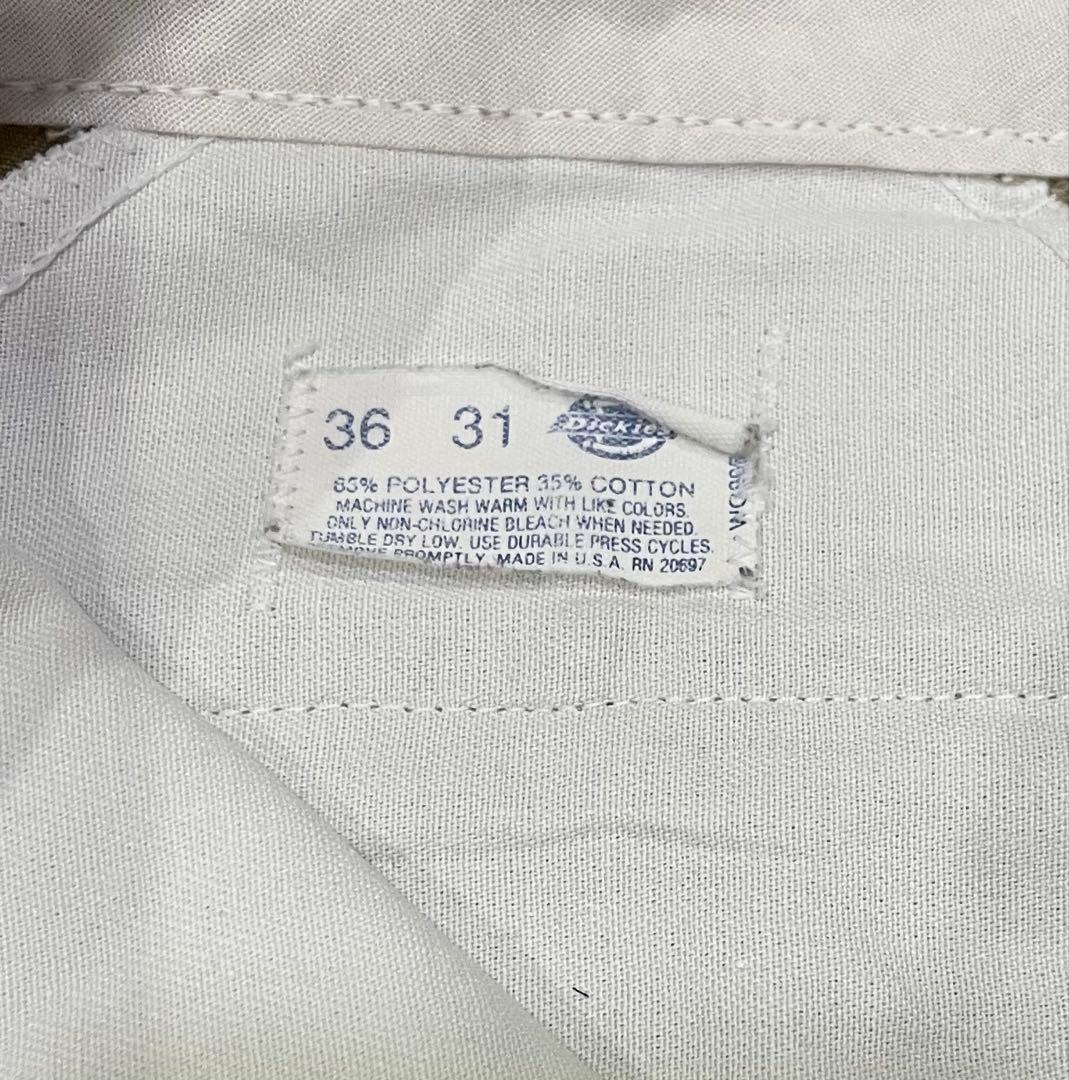 36 31 Dickies
65% POLYESTER 35% COTTON
MACHINE WASH WARM WITH LIKE COLORS.
ONLY NON-CHLORINE BLEACH WHEN NEEDED
TUMBLE DRY LOW. USE DURABLE PRESS CYCLES.
PROMPTLY. MADE IN U.S.A. RN 20697